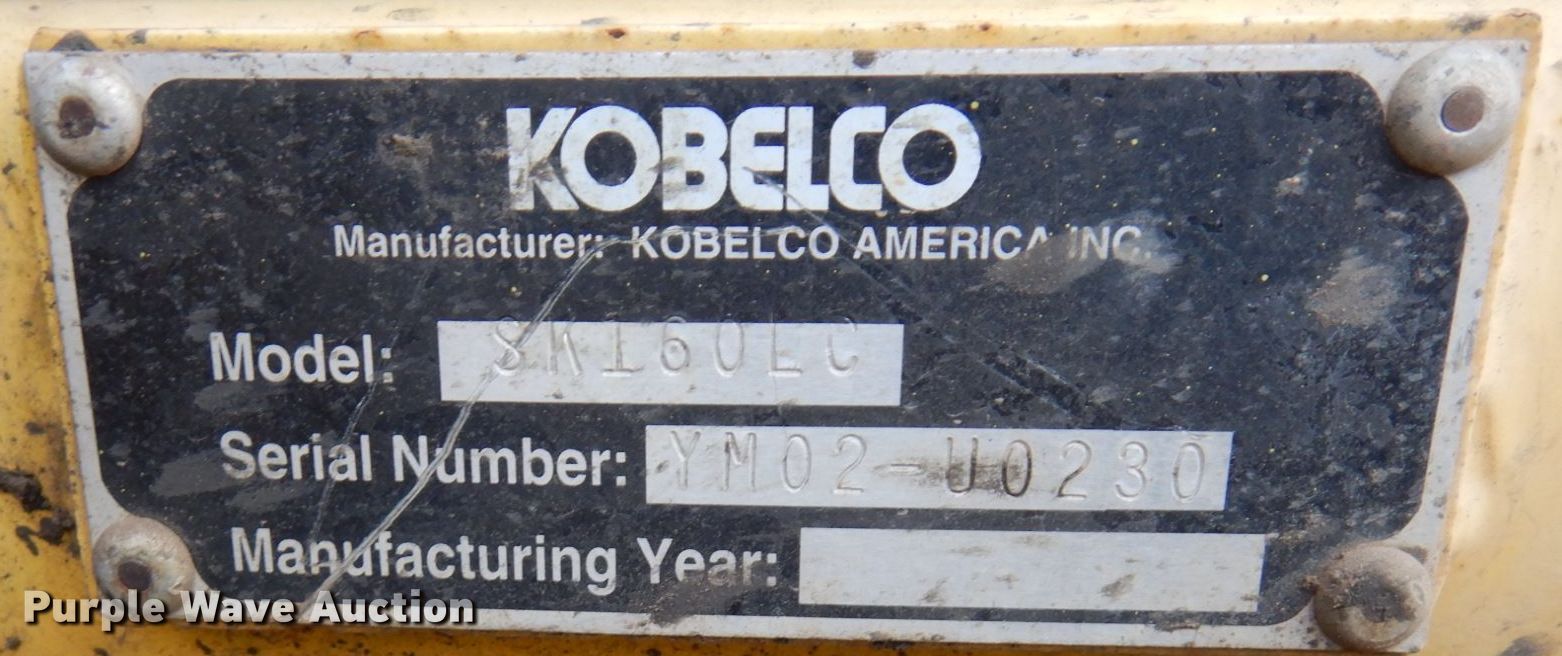 KOBELCO
Manufacturer: KOBELCO AMERICA INC.
Model: SK160LC
Serial Number: YM02-U0230
Manufacturing Year:
Purple Wave Auction